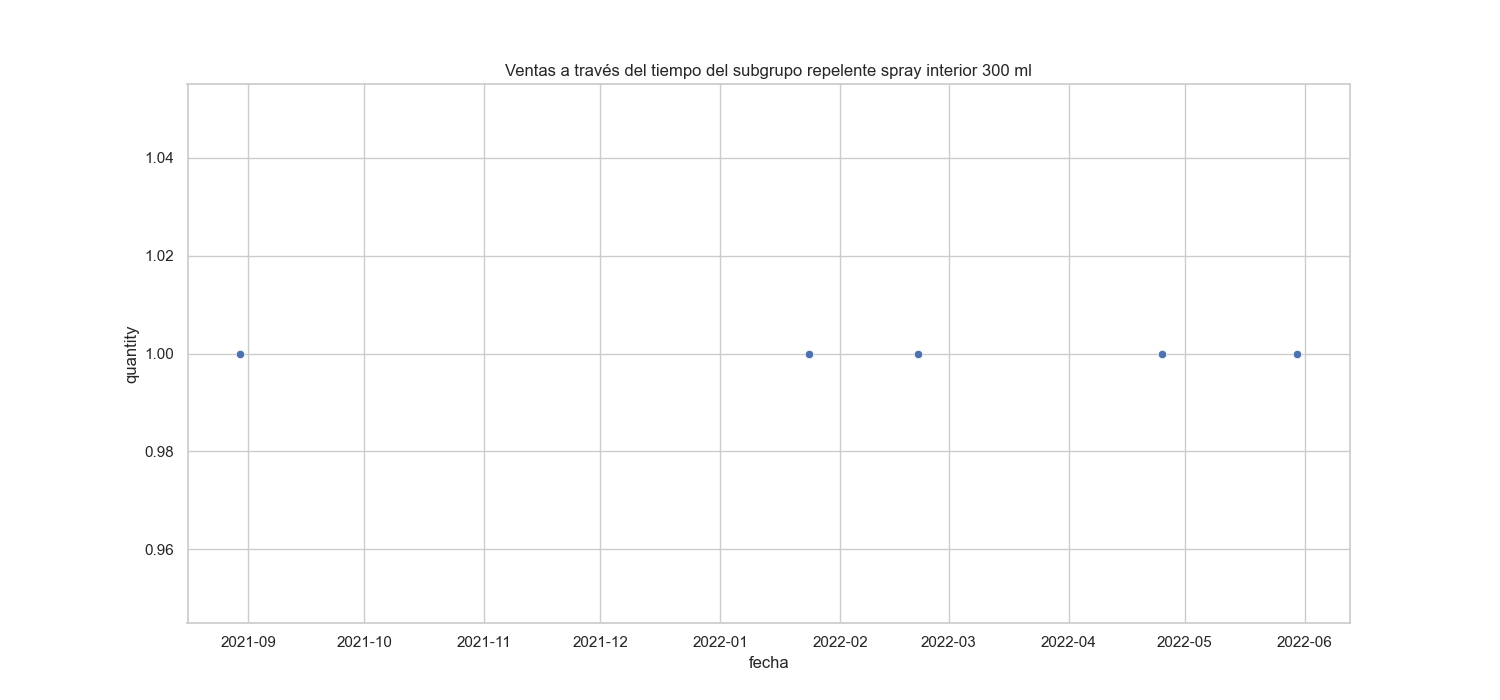 Ventas a través del tiempo del subgrupo repelente spray interior 300 ml
1.04
1.02
1.00
0.98
0.96
quantity
2021-09 2021-10 2021-11 2021-12 2022-01 2022-02 2022-03 2022-04 2022-05 2022-06
fecha